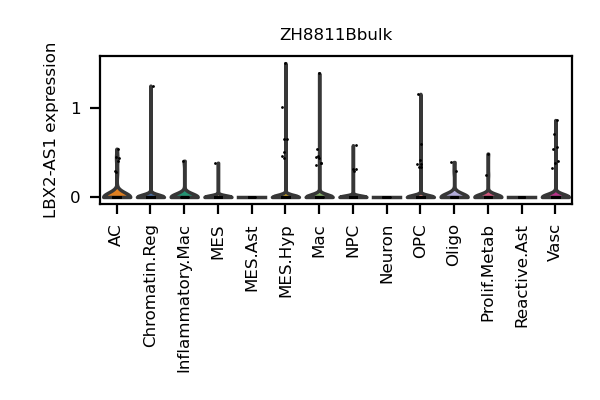 ZH8811Bbulk
LBX2-AS1 expression
1
0
AC
Chromatin.Reg
Inflammatory.Mac
MES
MES.Ast
MES.Hyp
Mac
NPC
Neuron
OPC
Oligo
Prolif.Metab
Reactive.Ast
Vasc